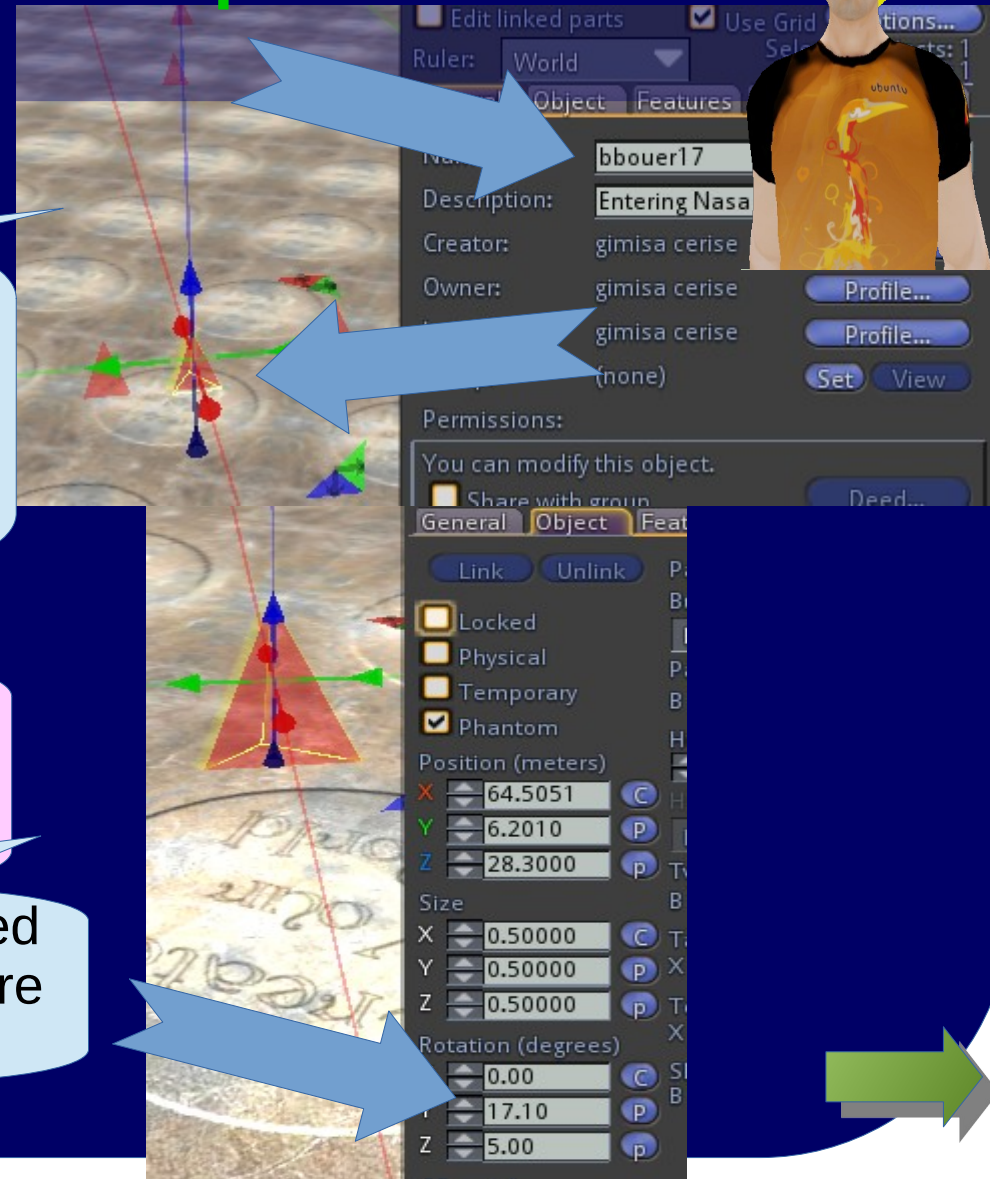 Edit linked parts
Use Grid
tions...
Ruler: World
1
Object Features
ubuntu
bbouer17
Description: Entering Nasa
Creator: gimisa cerise
Owner: gimisa cerise Profile...
gimisa cerise Profile...
(none) Set View
Permissions:
You can modify this object.
Share with group Deed...
General Object Feat
Link Unlink
Locked
Physical
Temporary
Phantom
Position (meters)
X 64.5051 C
Y 6.2010 p
Z 28.3000 p
Size
X 0.50000 C
Y 0.50000 p
Z 0.50000 p
Rotation (degrees)
0.00 C
17.10 p
Z 5.00 p
ed
re